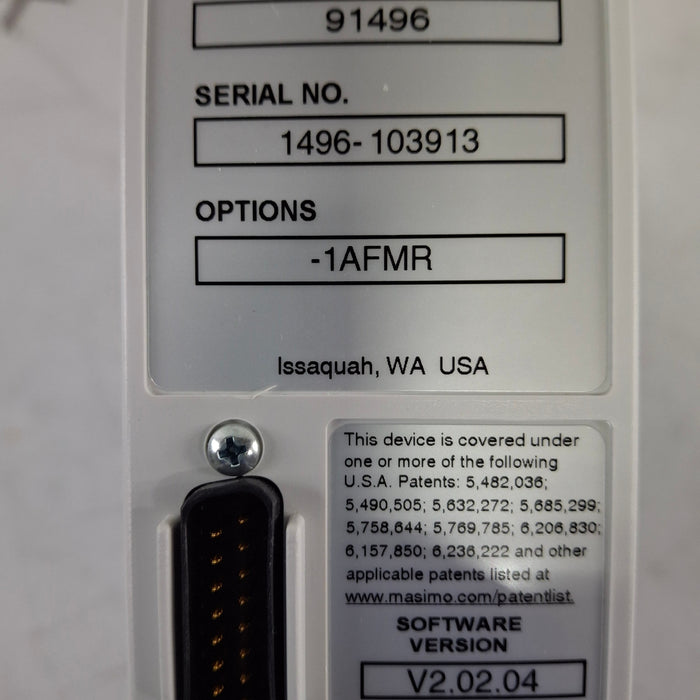 91496
SERIAL NO.
1496-103913
OPTIONS
-1AFMR
Issaquah, WA USA
This device is covered under
one or more of the following
U.S.A. Patents: 5,482,036;
5,490,505; 5,632,272; 5,685,299;
5,758,644; 5,769,785; 6,206,830;
6,157,850; 6,236,222 and other
applicable patents listed at
www.masimo.com/patentlist.
SOFTWARE
VERSION
V2.02.04